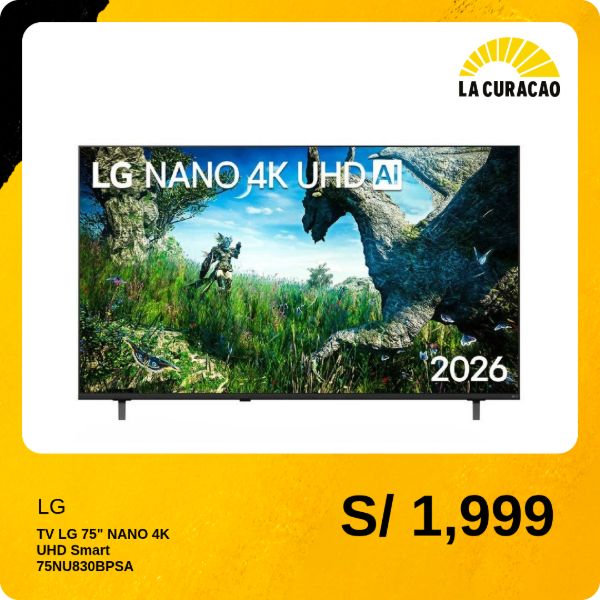 LA CURACAO
LG NANO 4K UHD AI
2026
LG
S/ 1,999
TV LG 75" NANO 4K
UHD Smart
75NU830BPSA